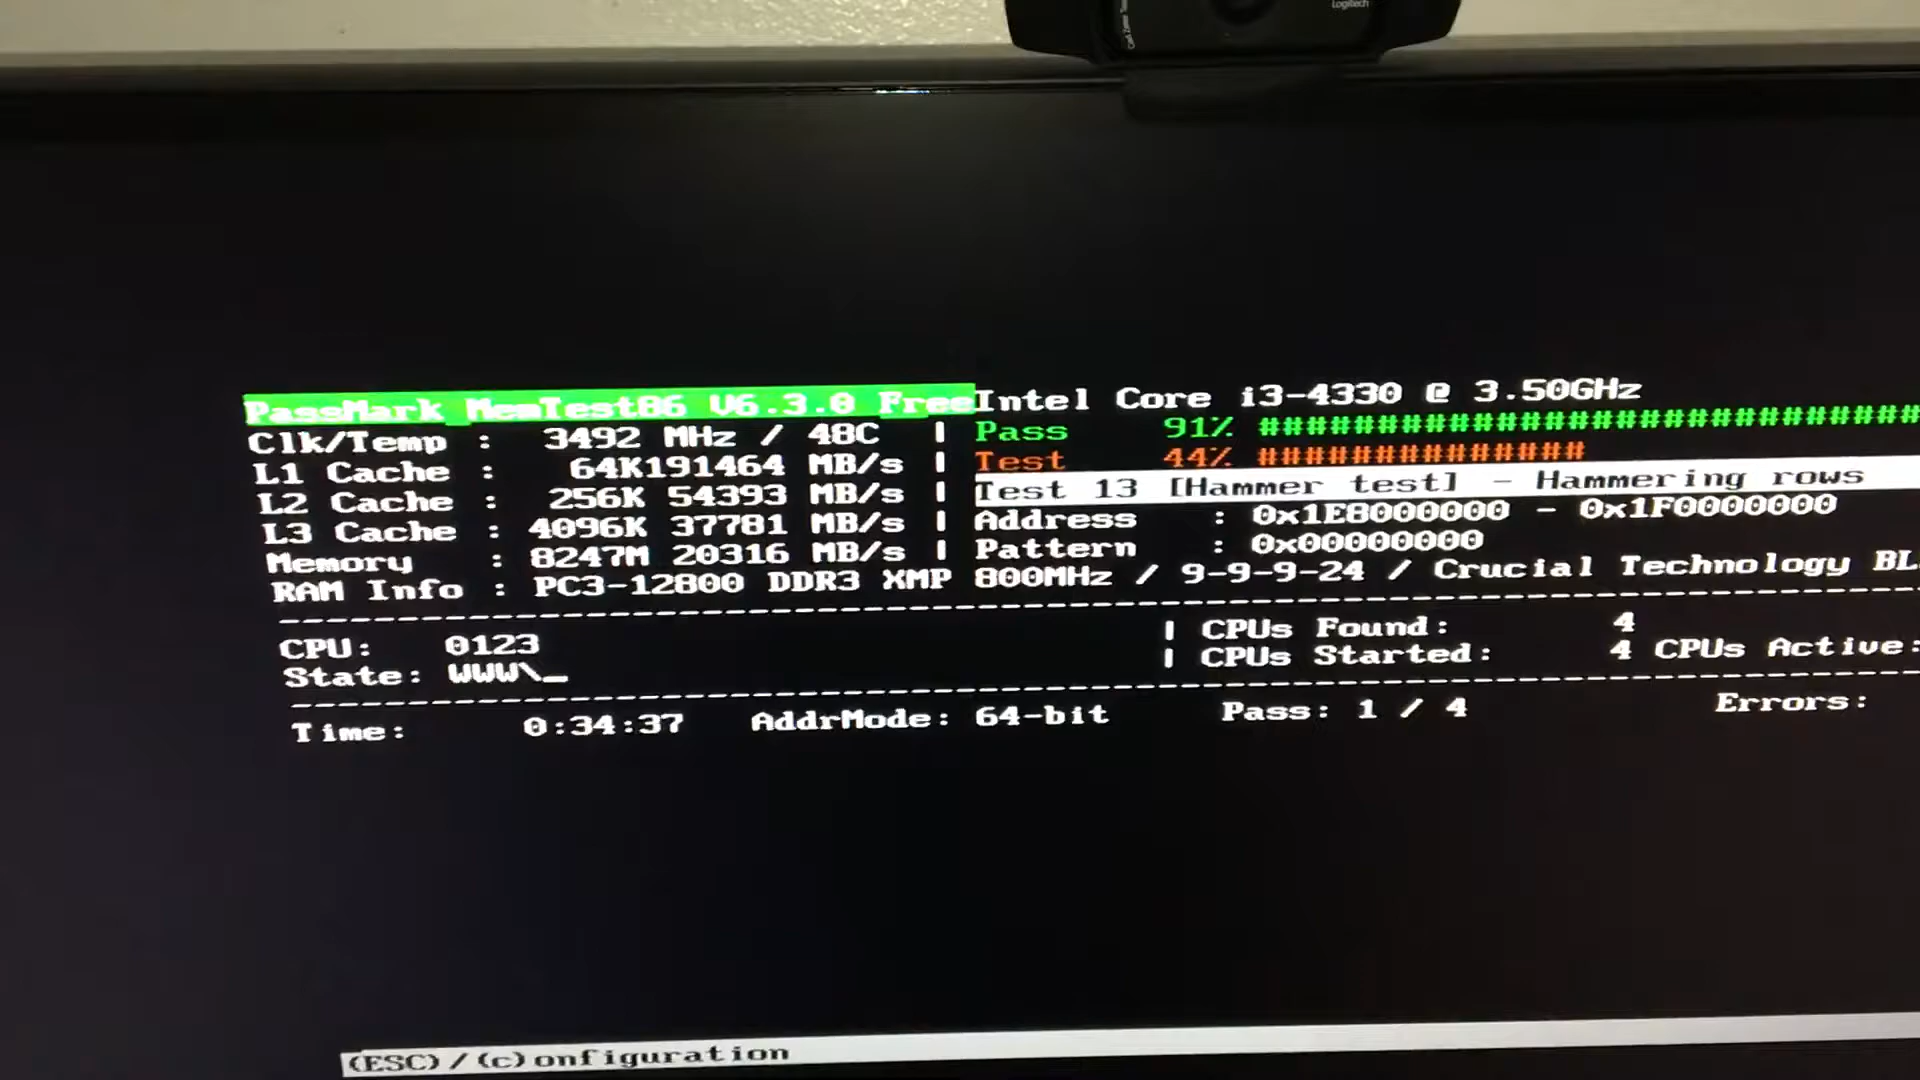 Logitech
PassMark MemTest86 V6.3.0 Free Intel Core i3-4330 @ 3.50GHz
Clk/Temp : 3492 MHz / 48C | Pass 91% ############################
L1 Cache : 64K191464 MB/s | Test 44% ##############
L2 Cache : 256K 54393 MB/s | Test 13 [Hammer test] - Hammering rows
L3 Cache : 4096K 37781 MB/s | Address : 0x1E8000000 - 0x1F0000000
Memory : 8247M 20316 MB/s | Pattern : 0x00000000
RAM Info : PC3-12800 DDR3 XMP 800MHz / 9-9-9-24 / Crucial Technology BL
CPU: 0123 | CPUs Found: 4
State: WWW\_ | CPUs Started: 4 CPUs Active:
Time: 0:34:37 AddrMode: 64-bit Pass: 1 / 4 Errors:
(ESC)/(c)onfiguration